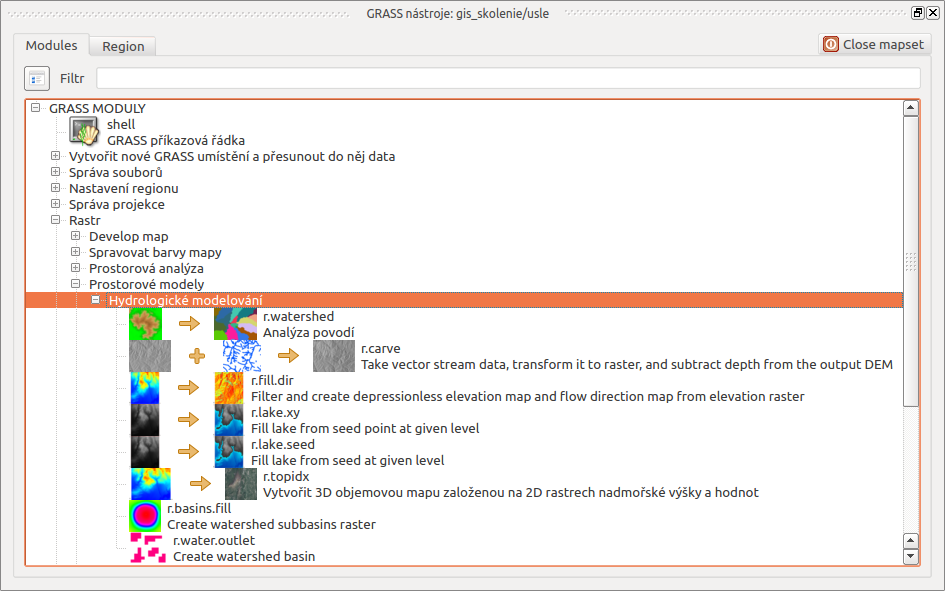 GRASS nástroje: gis_skolenie/usle
Modules
Region
Close mapset
Filtr
GRASS MODULY
shell
GRASS příkazová řádka
Vytvořit nové GRASS umístění a přesunout do něj data
Správa souborů
Nastavení regionu
Správa projekce
Rastr
Develop map
Spravovat barvy mapy
Prostorová analýza
Prostorové modely
Hydrologické modelování
r.watershed
Analýza povodí
r.carve
Take vector stream data, transform it to raster, and subtract depth from the output DEM
r.fill.dir
Filter and create depressionless elevation map and flow direction map from elevation raster
r.lake.xy
Fill lake from seed point at given level
r.lake.seed
Fill lake from seed at given level
r.topidx
Vytvořit 3D objemovou mapu založenou na 2D rastrech nadmořské výšky a hodnot
r.basins.fill
Create watershed subbasins raster
r.water.outlet
Create watershed basin